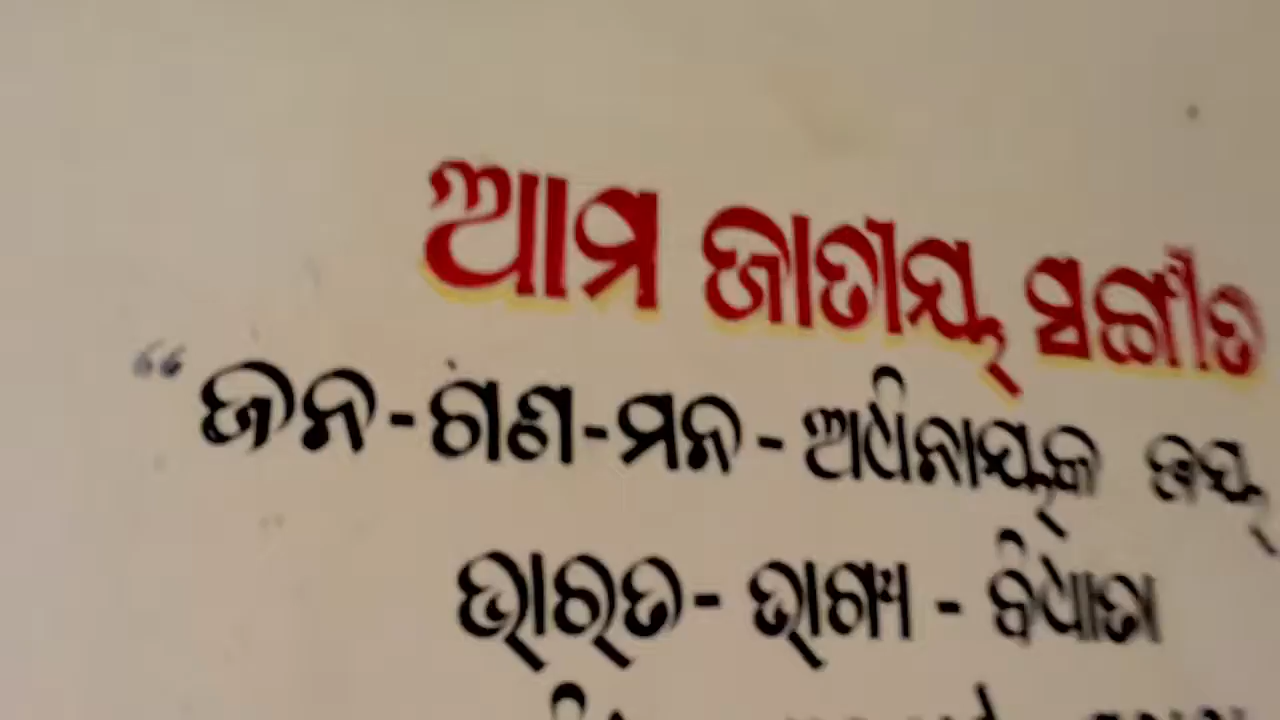 ଆମ ଜାତୀୟ ସଙ୍ଗୀତ
“ଜନ-ଗଣ-ମନ-ଅଧିନାୟକ ଜୟ
ଭାରତ-ଭାଗ୍ୟ-ବିଧାତା